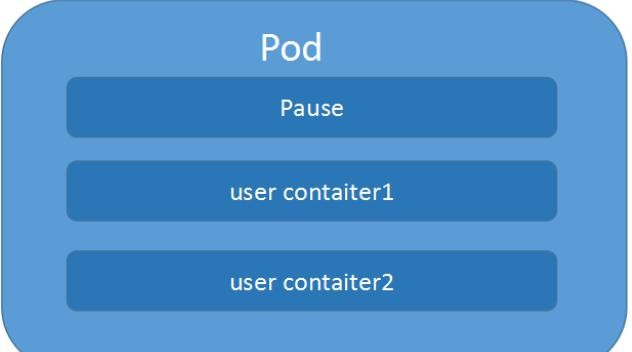 Pod
Pause
user contaiter1
user contaiter2